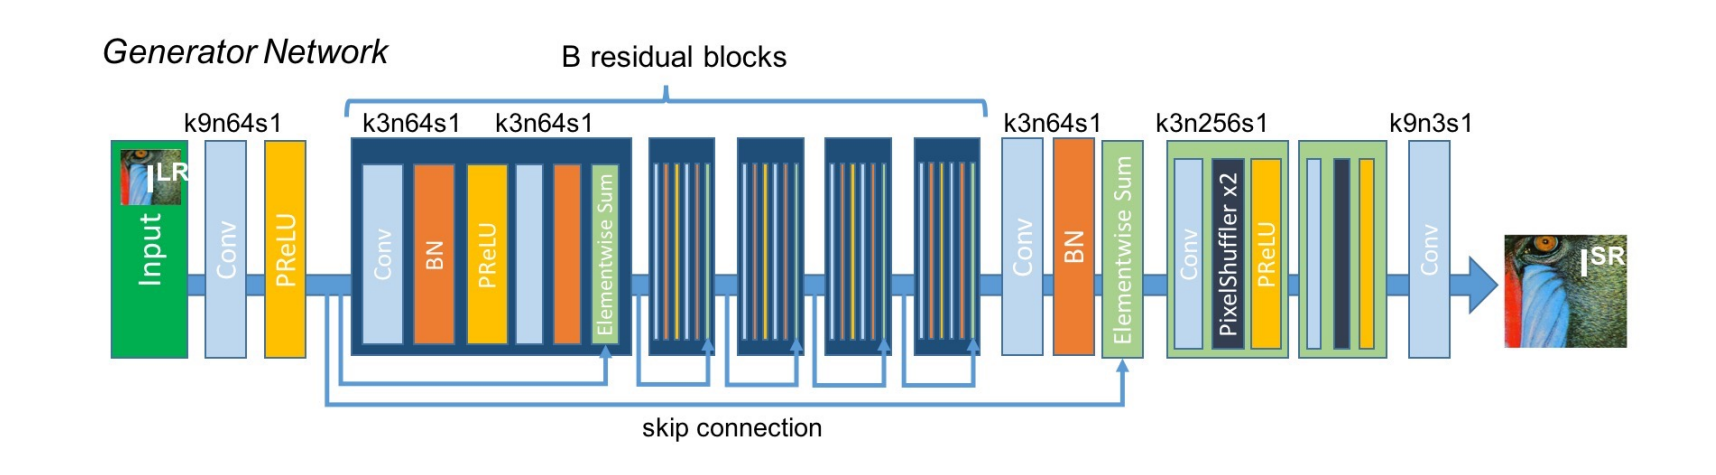 Generator Network
B residual blocks
k9n64s1
k3n64s1
k3n64s1
k3n64s1
k3n256s1
k9n3s1
I^LR
Input
Conv
PReLU
Conv
BN
PReLU
Elementwise Sum
Conv
BN
Elementwise Sum
Conv
PixelShuffler x2
PReLU
Conv
I^SR
skip connection